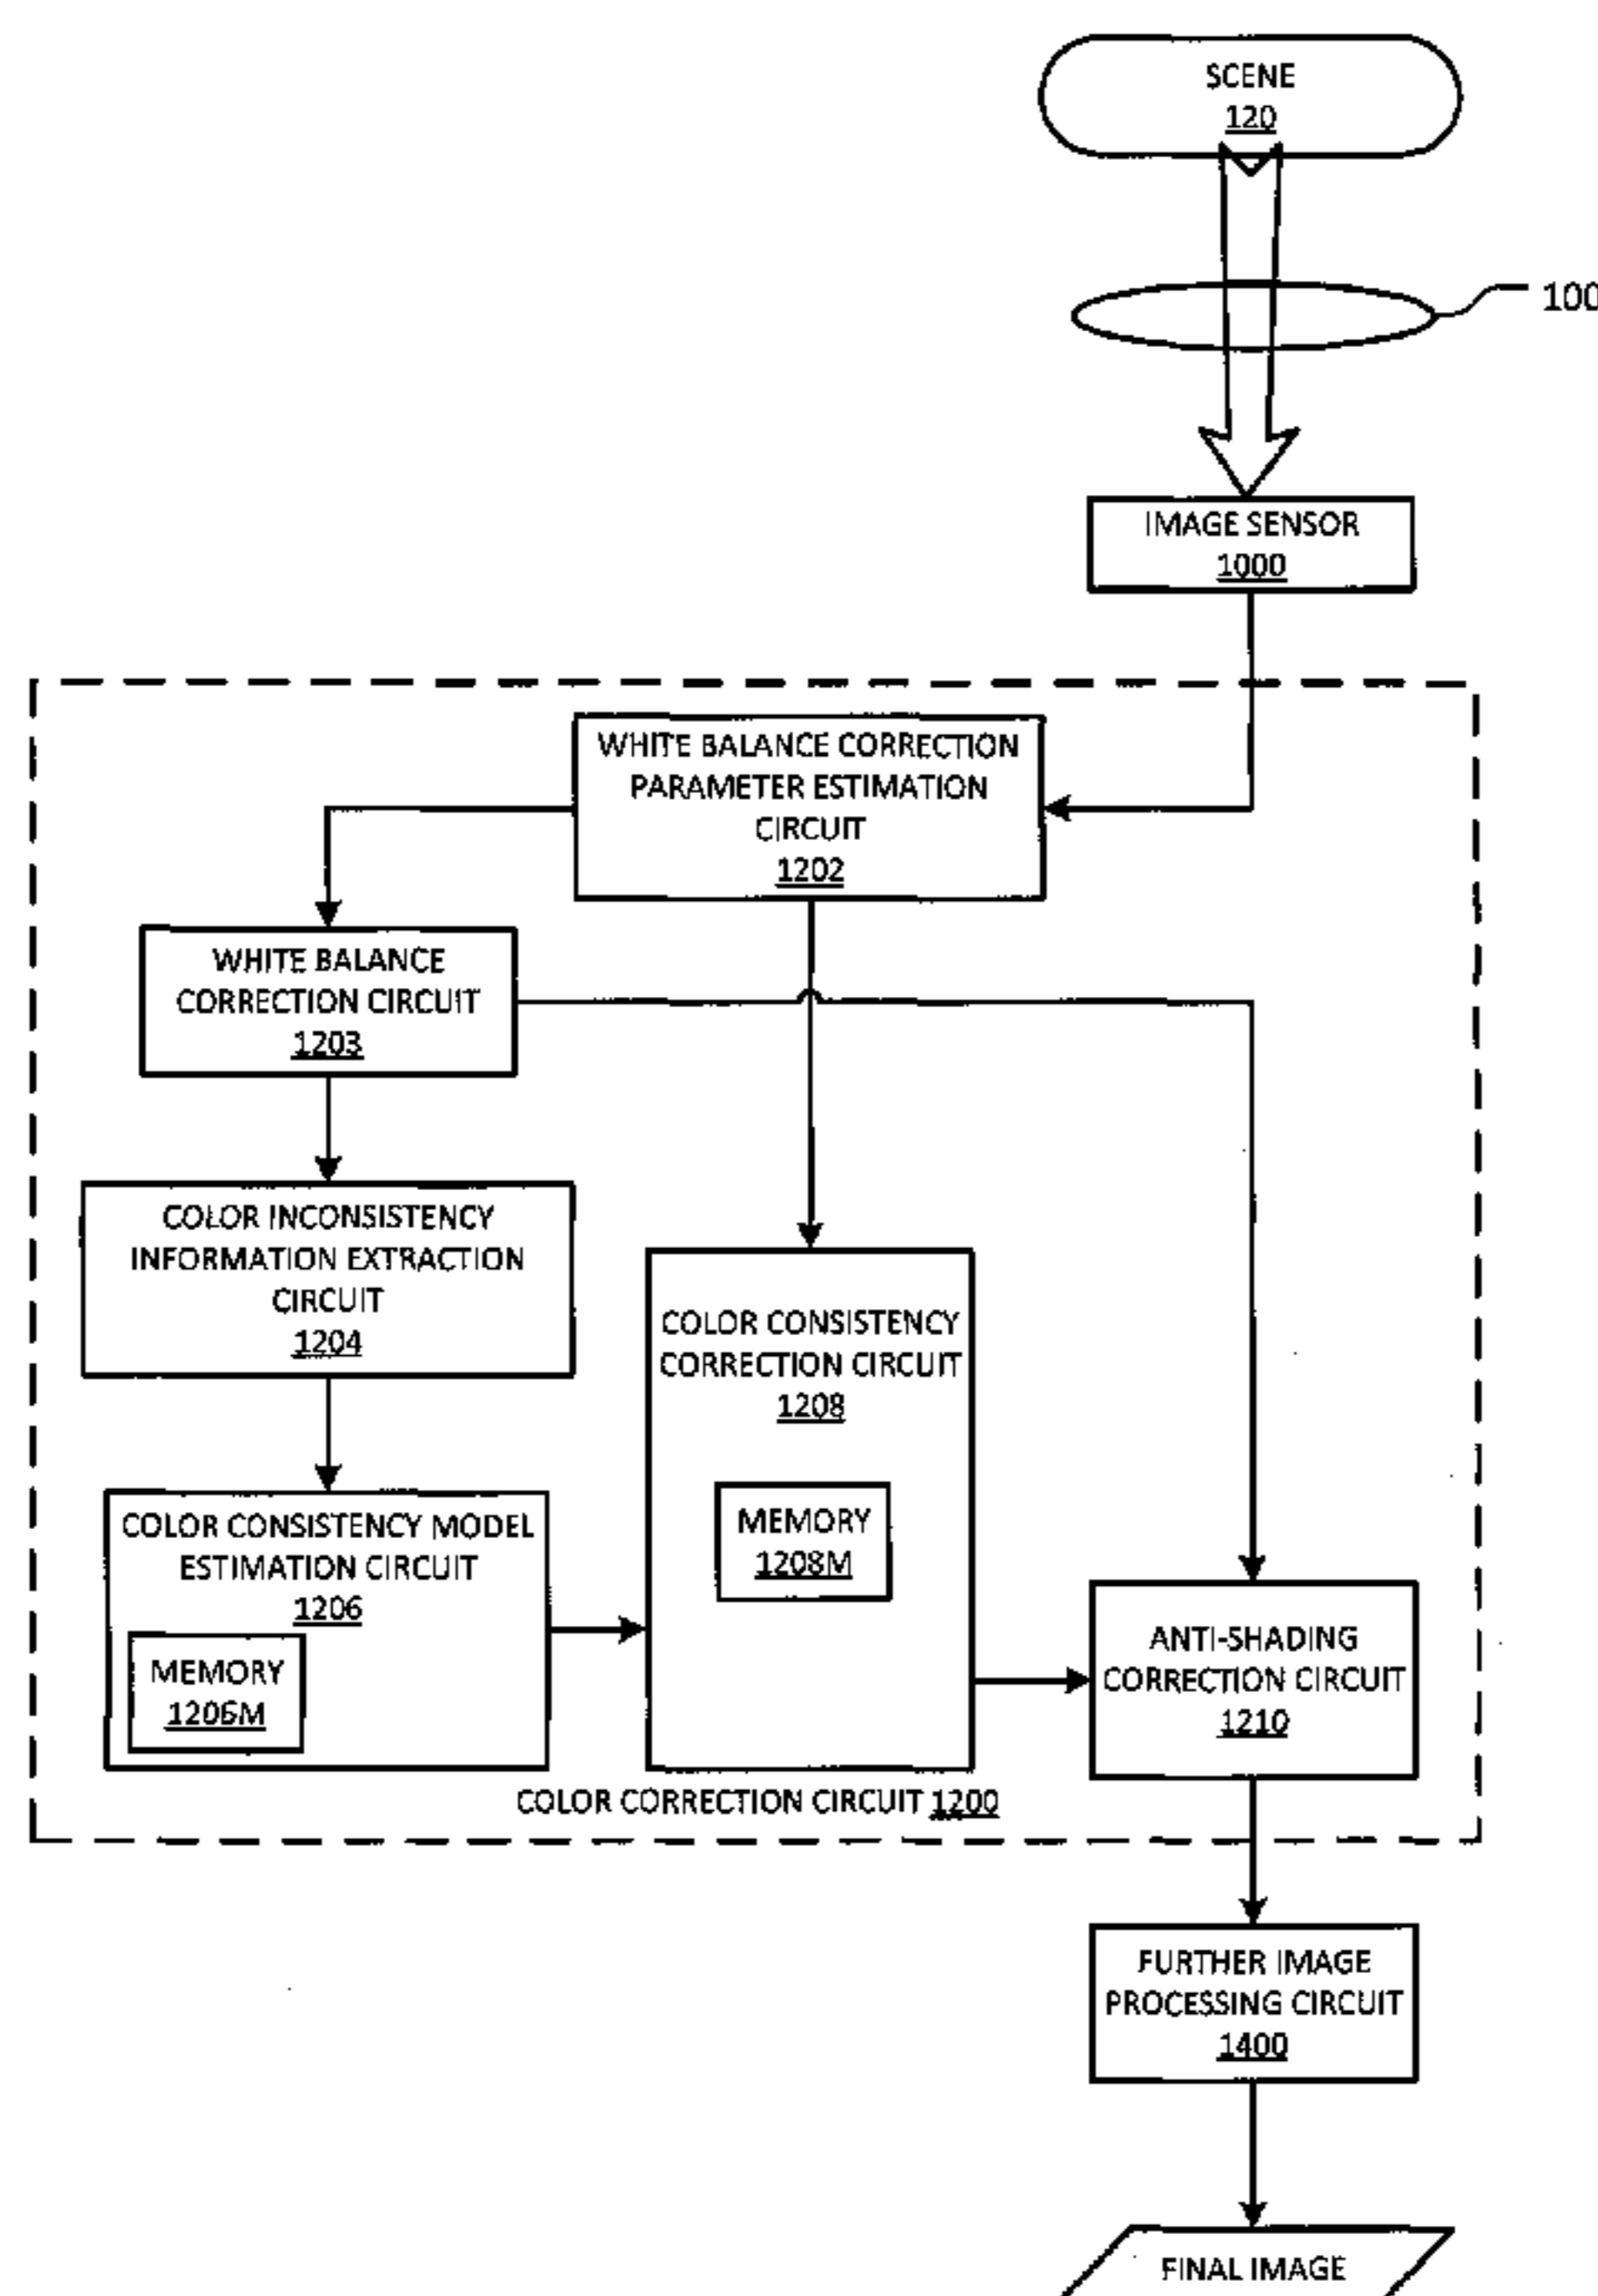 SCENE
120
100
IMAGE SENSOR
1000
WHITE BALANCE CORRECTION
PARAMETER ESTIMATION
CIRCUIT
1202
WHITE BALANCE
CORRECTION CIRCUIT
1203
COLOR INCONSISTENCY
INFORMATION EXTRACTION
CIRCUIT
1204
COLOR CONSISTENCY
CORRECTION CIRCUIT
1208
MEMORY
1208M
COLOR CONSISTENCY MODEL
ESTIMATION CIRCUIT
1206
MEMORY
1206M
ANTI-SHADING
CORRECTION CIRCUIT
1210
COLOR CORRECTION CIRCUIT 1200
FURTHER IMAGE
PROCESSING CIRCUIT
1400
FINAL IMAGE